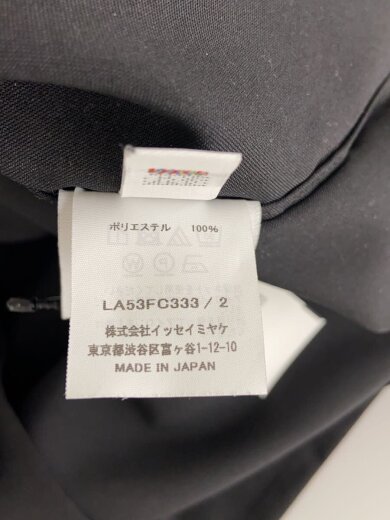 ポリエステル 100%
LA53FC333 / 2
株式会社イッセイミヤケ
東京都渋谷区富ヶ谷1-12-10
MADE IN JAPAN